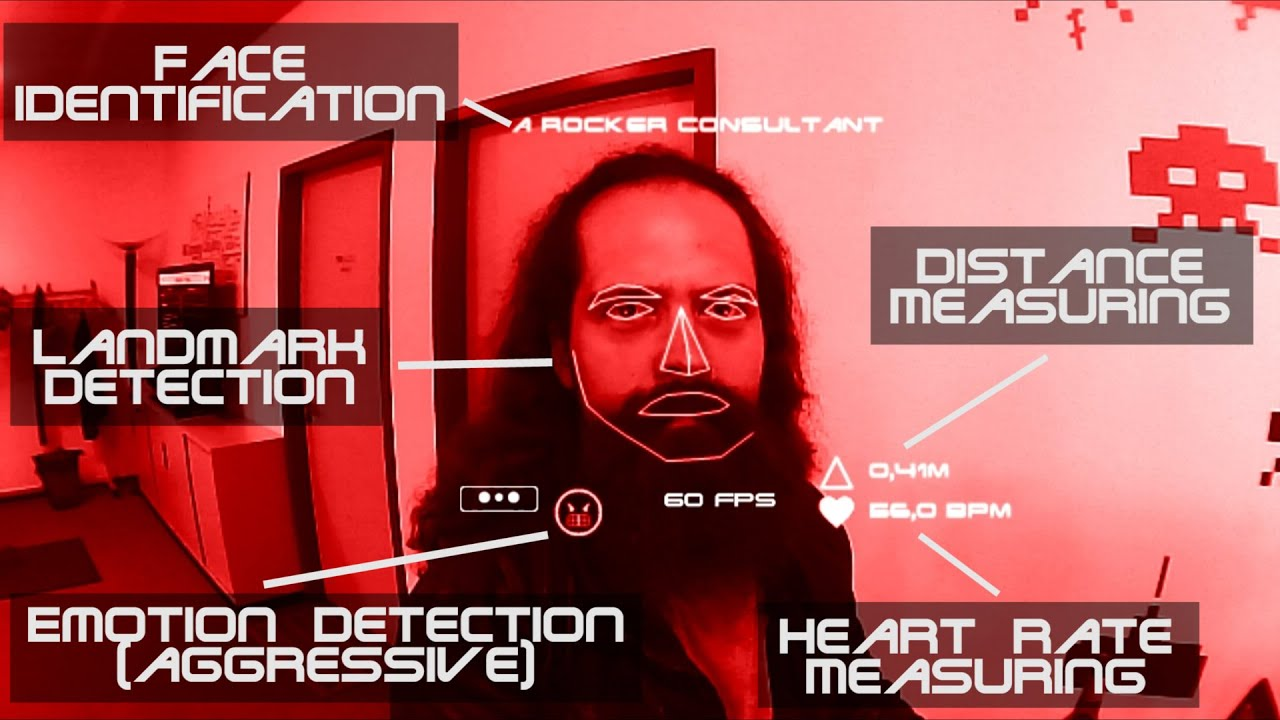 FACE
IDENTIFICATION
A ROCKER CONSULTANT
DISTANCE
MEASURING
LANDMARK
DETECTION
0,41M
60 FPS
56,0 BPM
EMOTION DETECTION
(AGGRESSIVE)
HEART RATE
MEASURING